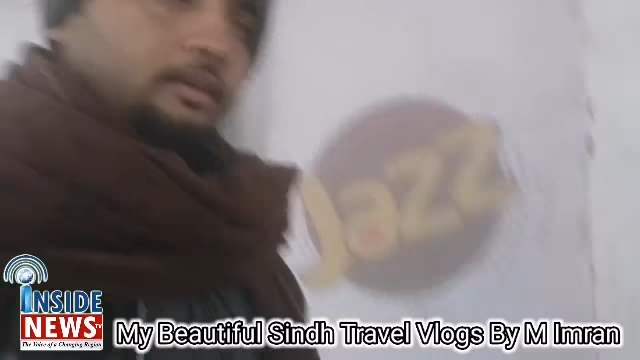 Jazz
iNSIDE
NEWS
The Voice of a Changing Region
My Beautiful Sindh Travel Vlogs By M Imran